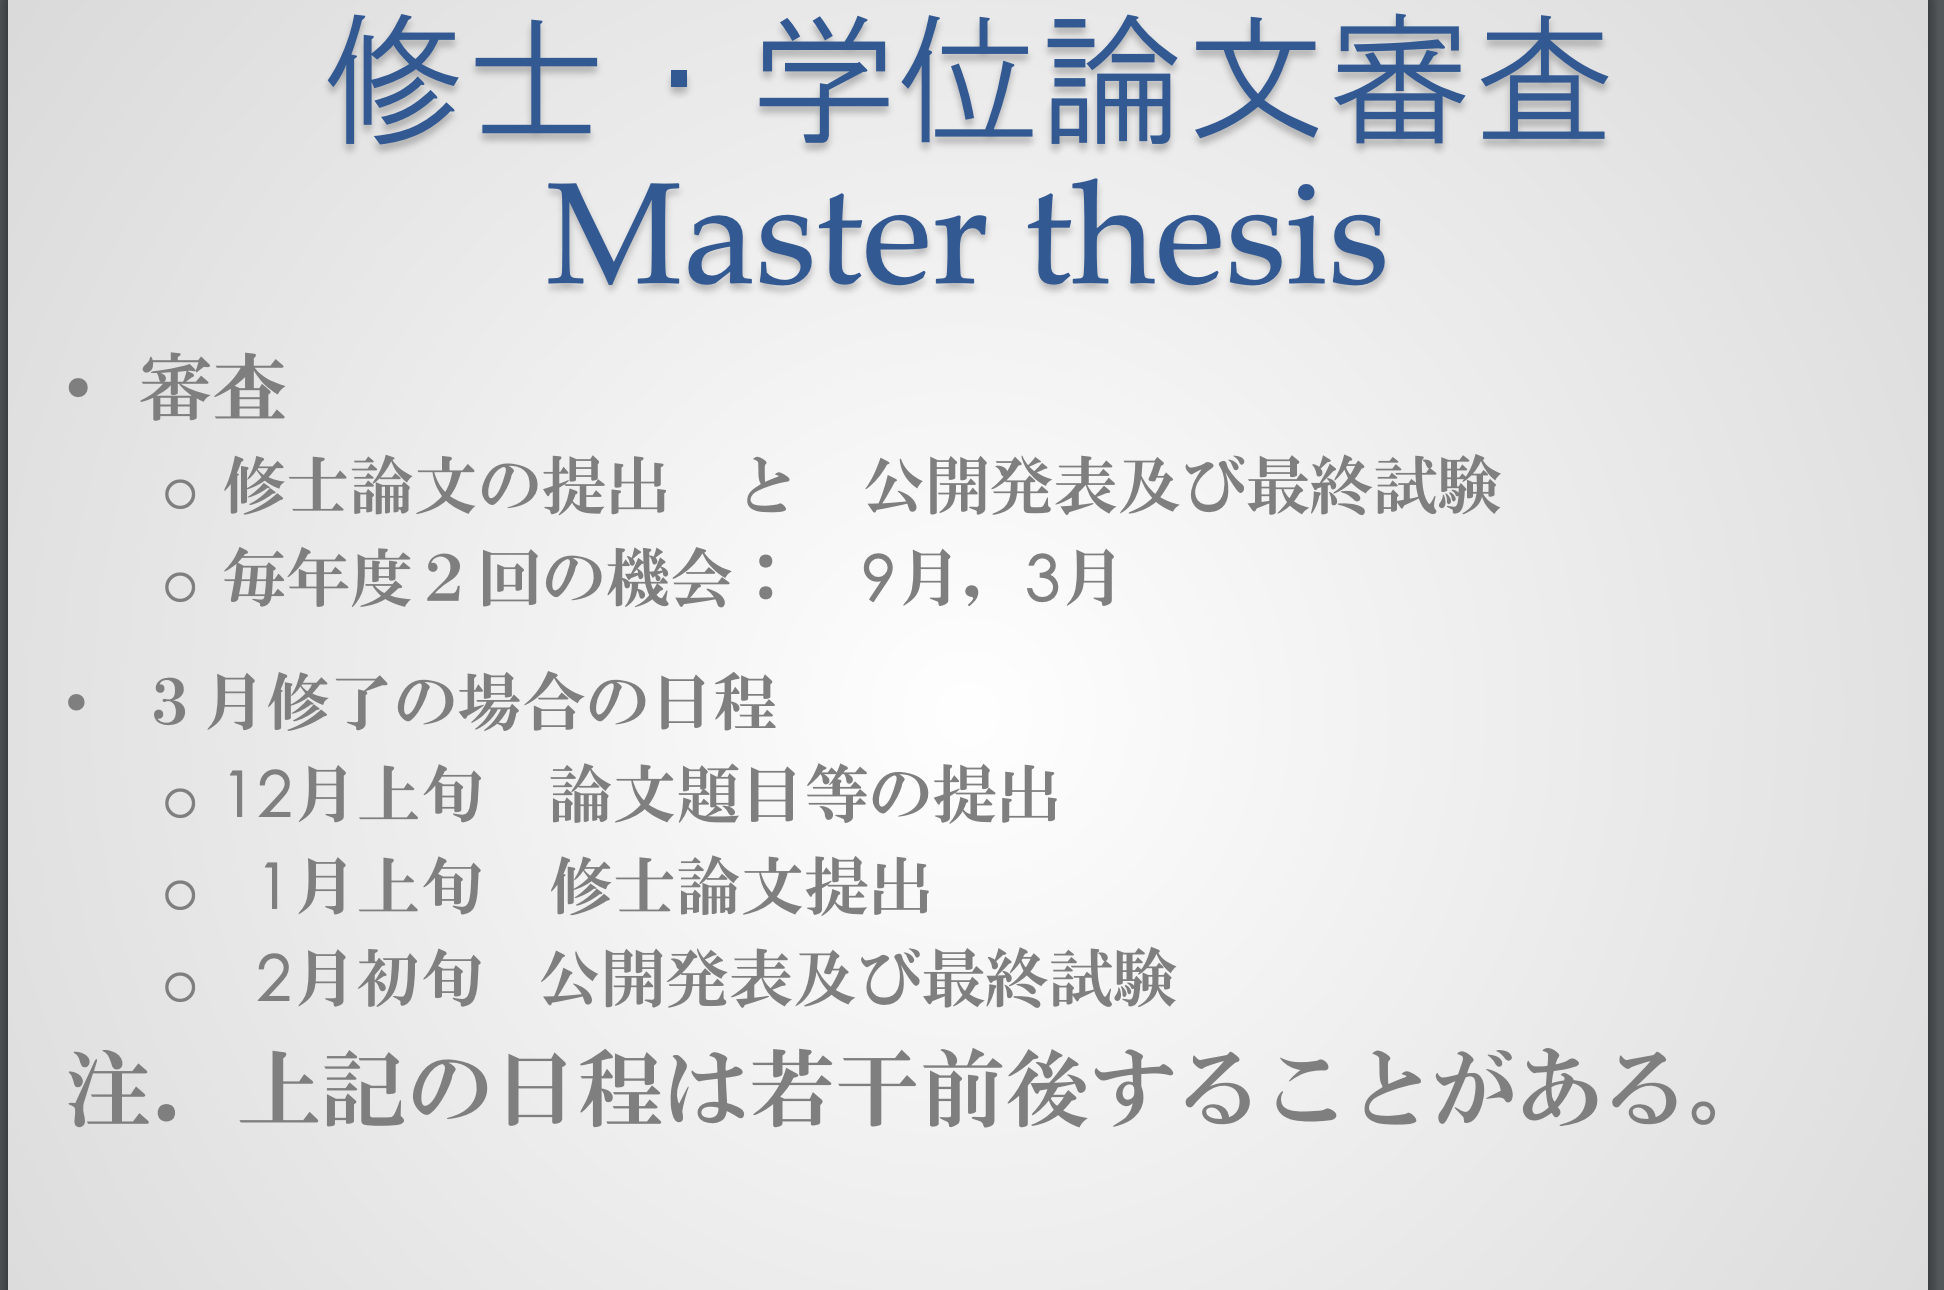 修士・学位論文審査
Master thesis
• 審査
○ 修士論文の提出　と　公開発表及び最終試験
○ 毎年度２回の機会：　9月，3月
• ３月修了の場合の日程
○ 12月上旬　論文題目等の提出
○ 1月上旬　修士論文提出
○ 2月初旬　公開発表及び最終試験
注．上記の日程は若干前後することがある。